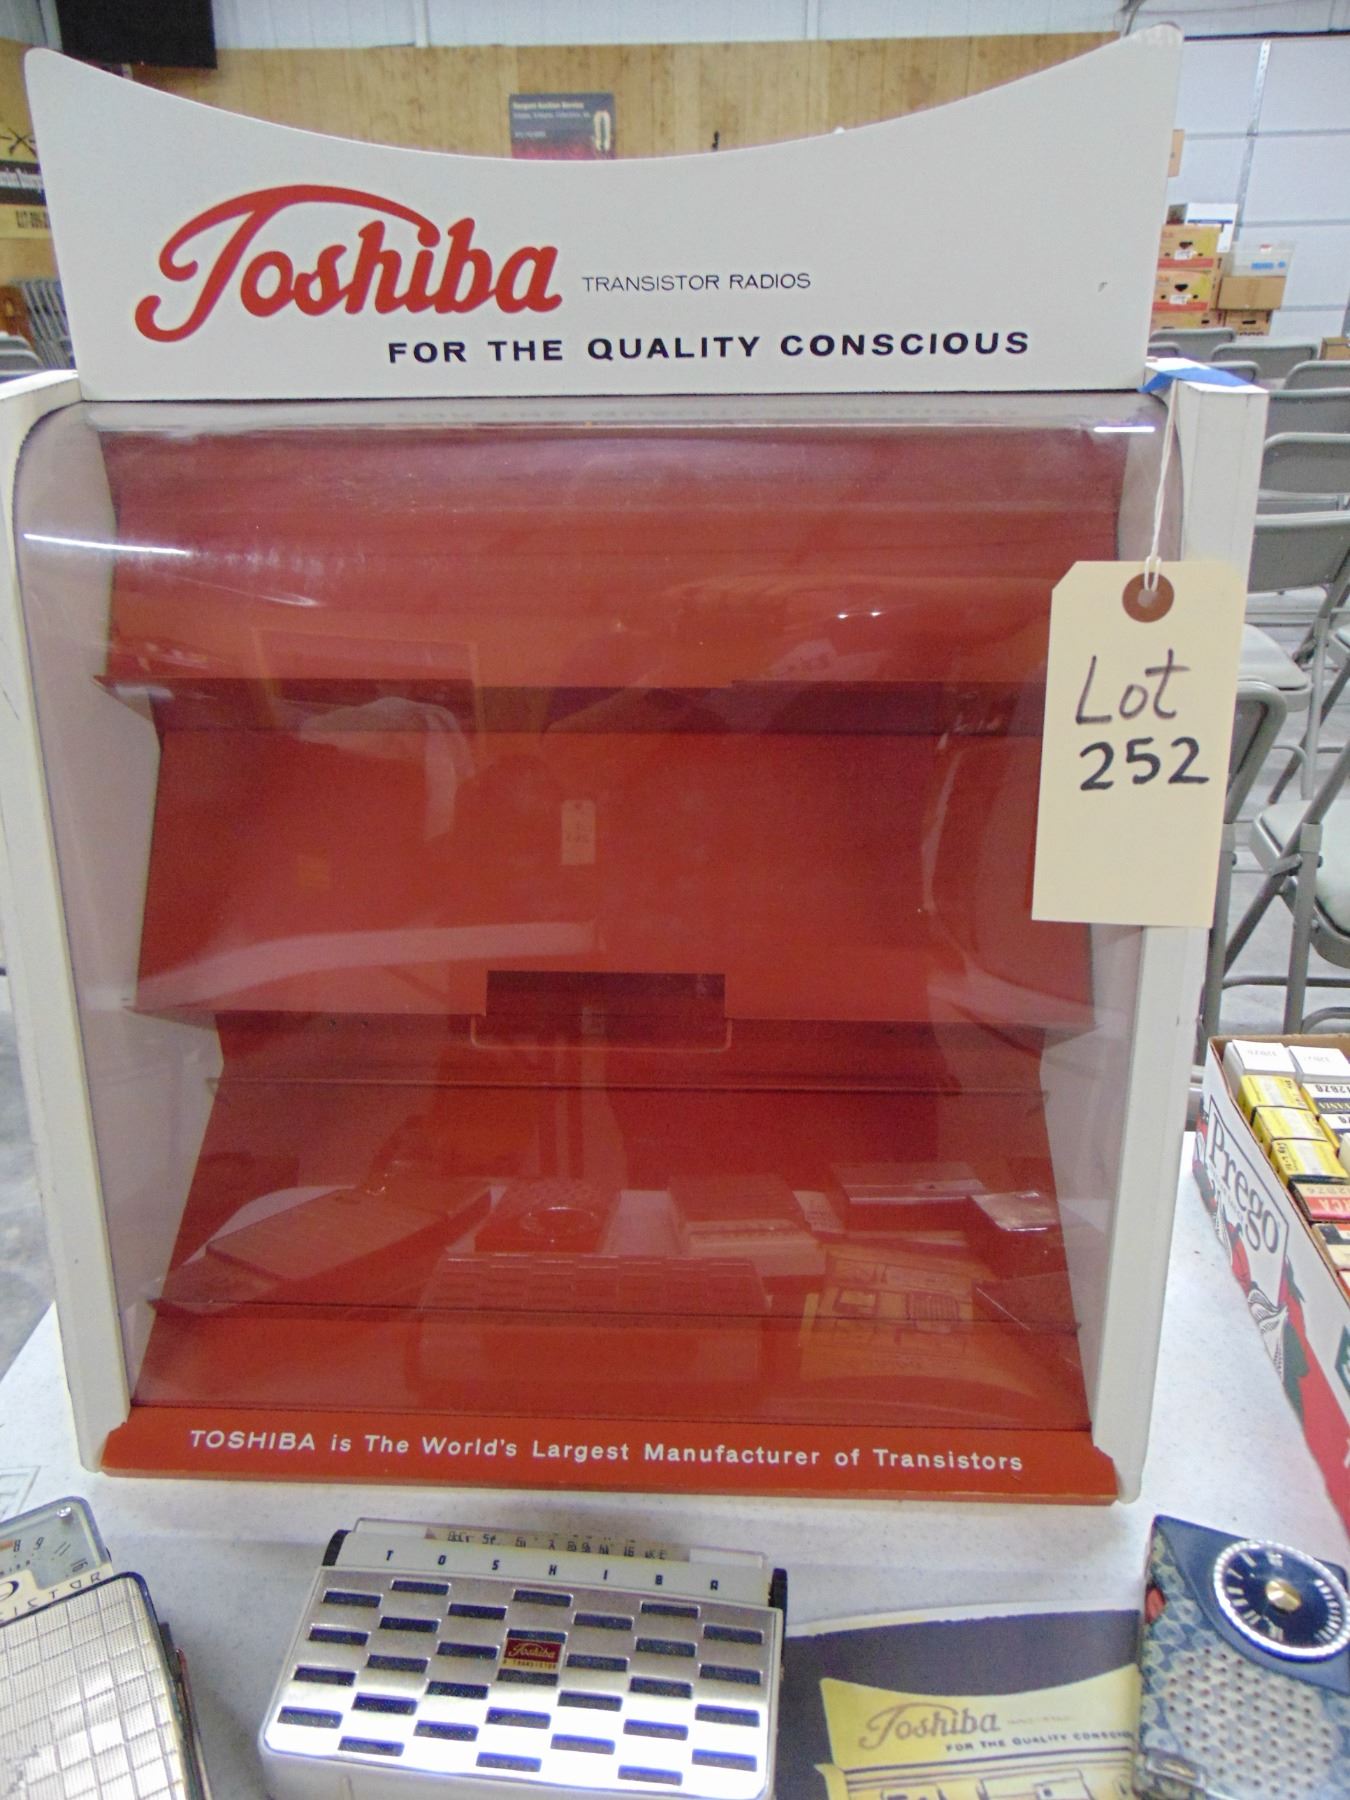 Toshiba TRANSISTOR RADIOS
FOR THE QUALITY CONSCIOUS
Lot
252
TOSHIBA is The World's Largest Manufacturer of Transistors
TOSHIBA
Toshiba
Toshiba
FOR THE QUALITY
Prego